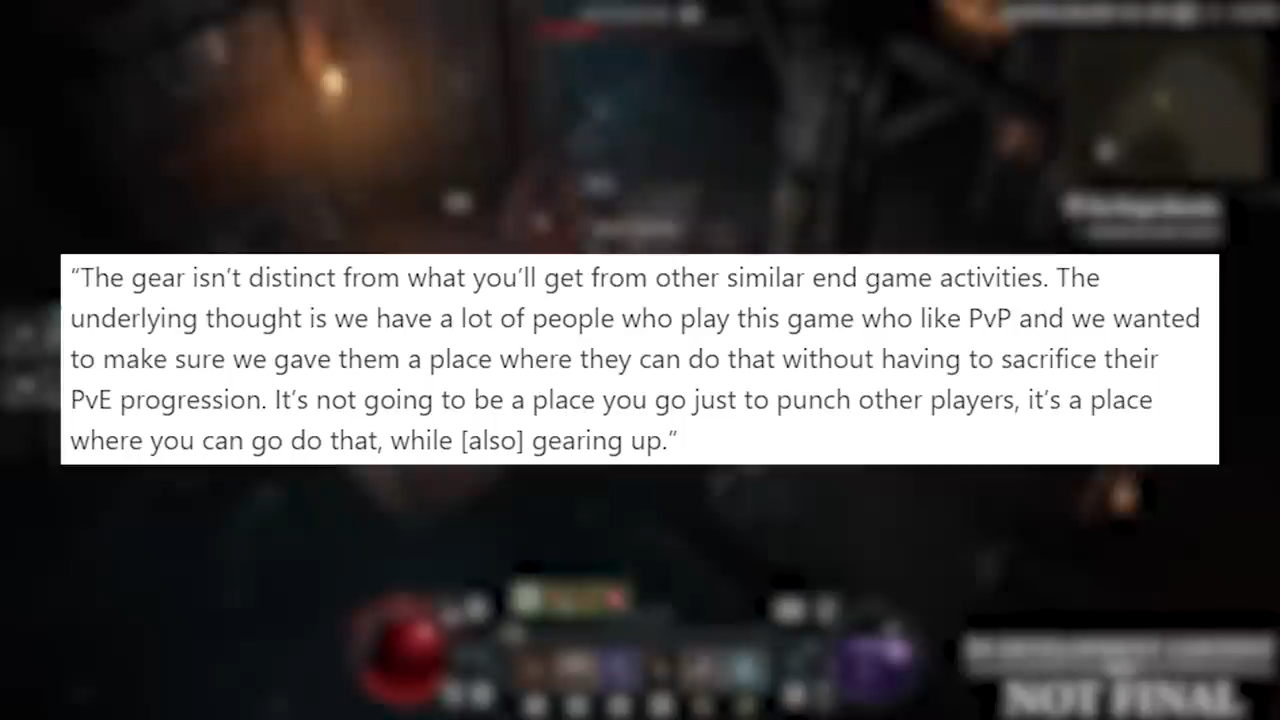 “The gear isn’t distinct from what you’ll get from other similar end game activities. The
underlying thought is we have a lot of people who play this game who like PvP and we wanted
to make sure we gave them a place where they can do that without having to sacrifice their
PvE progression. It’s not going to be a place you go just to punch other players, it’s a place
where you can go do that, while [also] gearing up.”
NOT FINAL